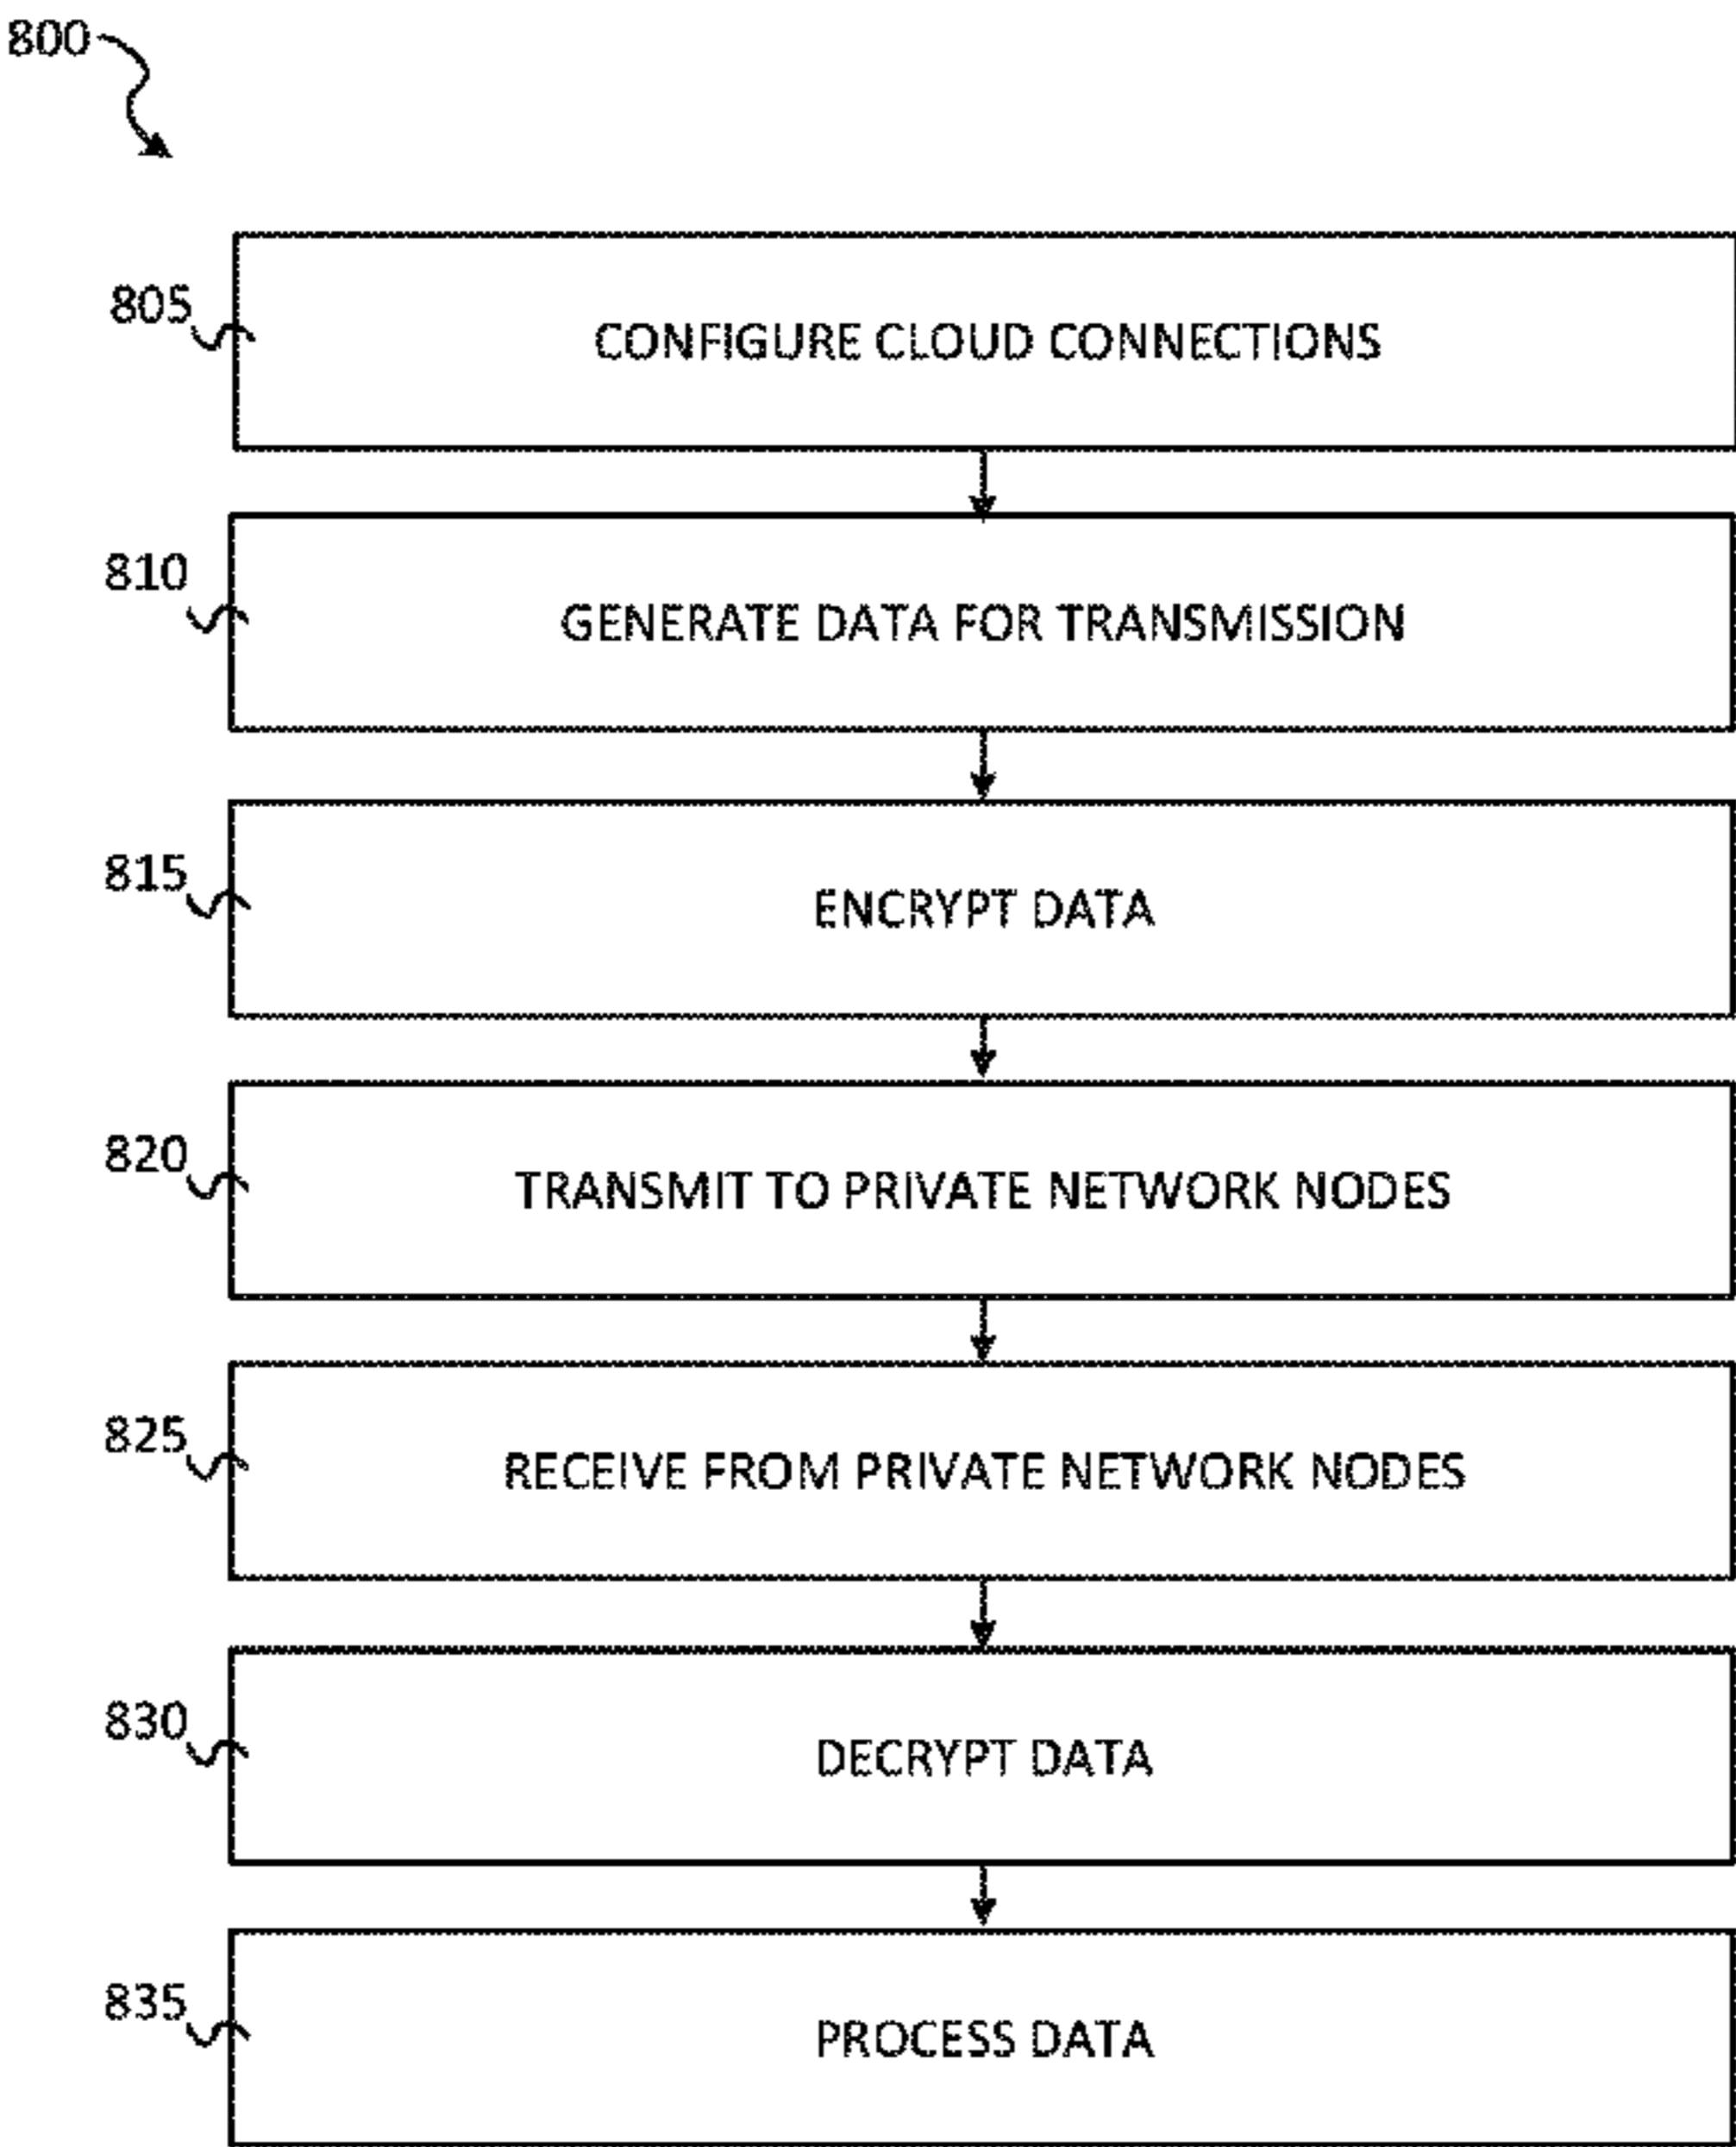 800
805
CONFIGURE CLOUD CONNECTIONS
810
GENERATE DATA FOR TRANSMISSION
815
ENCRYPT DATA
820
TRANSMIT TO PRIVATE NETWORK NODES
825
RECEIVE FROM PRIVATE NETWORK NODES
830
DECRYPT DATA
835
PROCESS DATA